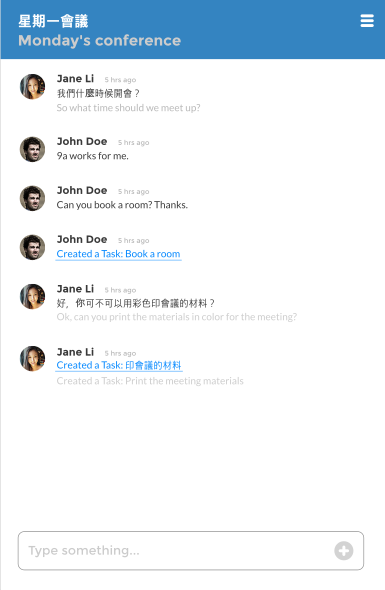 星期一會議
Monday's conference
Jane Li 5 hrs ago
我們什麼時候開會？
So what time should we meet up?
John Doe 5 hrs ago
9a works for me.
John Doe 5 hrs ago
Can you book a room? Thanks.
John Doe 5 hrs ago
Created a Task: Book a room
Jane Li 5 hrs ago
好，你可不可以用彩色印會議的材料？
Ok, can you print the materials in color for the meeting?
Jane Li 5 hrs ago
Created a Task: 印會議的材料
Created a Task: Print the meeting materials
Type something...